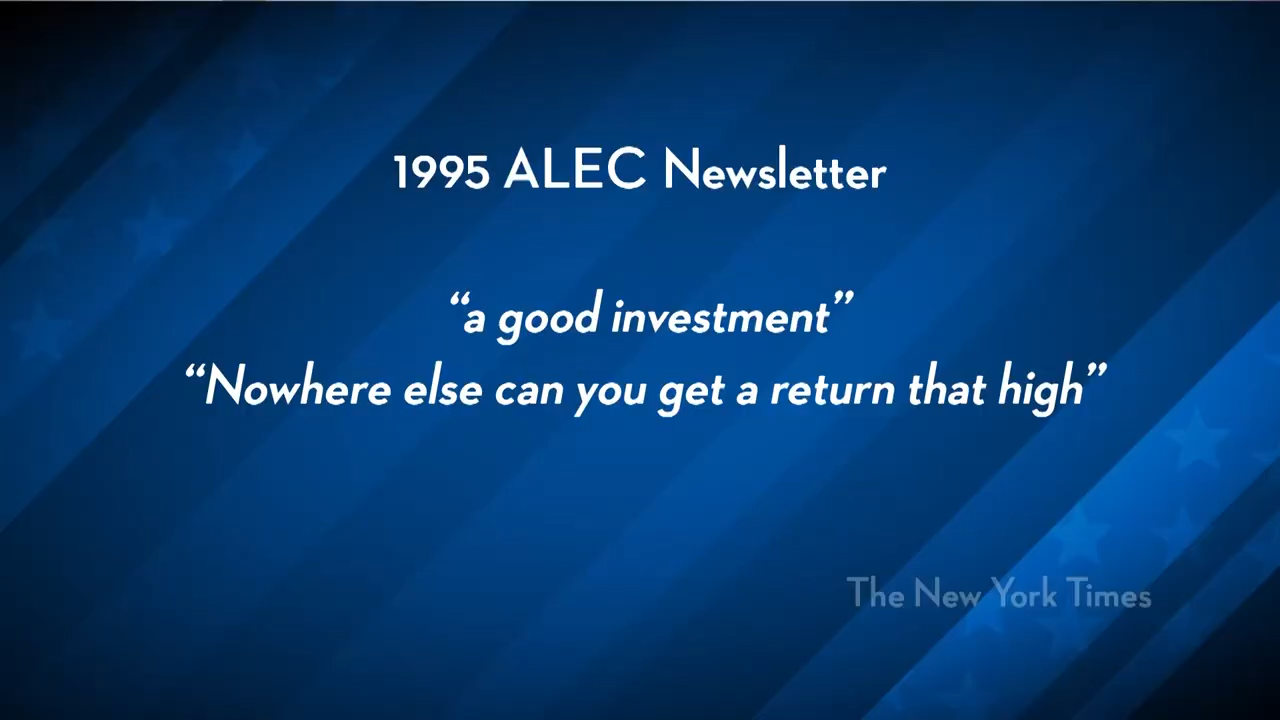 1995 ALEC Newsletter
“a good investment”
“Nowhere else can you get a return that high”
The New York Times